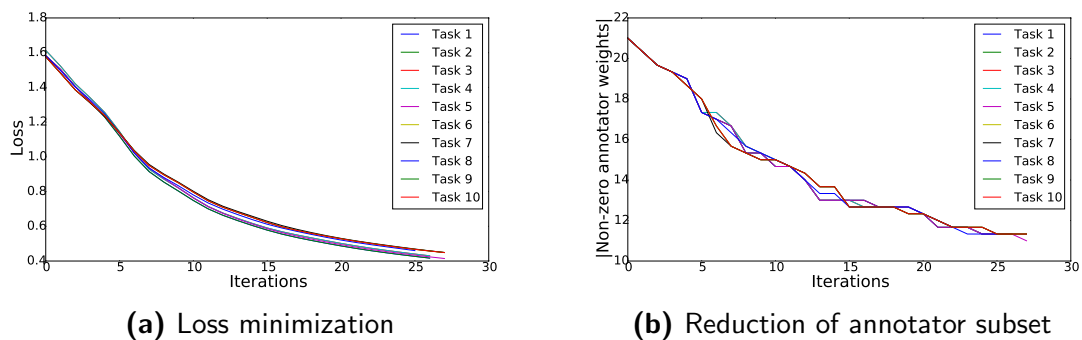 1.8
1.6
1.4
1.2
1.0
0.8
0.6
0.4
Loss
0 5 10 15 20 25 30
Iterations
Task 1
Task 2
Task 3
Task 4
Task 5
Task 6
Task 7
Task 8
Task 9
Task 10
(a) Loss minimization
22
20
18
16
14
12
10
|Non-zero annotator weights|
0 5 10 15 20 25 30
Iterations
Task 1
Task 2
Task 3
Task 4
Task 5
Task 6
Task 7
Task 8
Task 9
Task 10
(b) Reduction of annotator subset